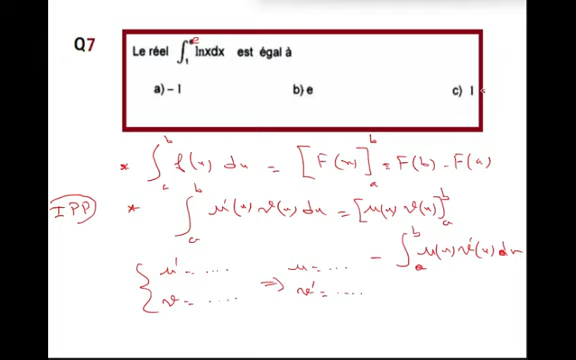 Q7
Le réel ∫₁ᵉ lnxdx est égal à
a) – 1 b) e c) 1
* ∫ₐᵇ f(x) dx = [F(x)]ₐᵇ = F(b) - F(a)
IPP * ∫ₐᵇ u'(x) v(x) dx = [u(x) v(x)]ₐᵇ
- ∫ₐᵇ u(x) v'(x) dx
{ u' = .... ⇒ u = ...
v = .... v' = ....